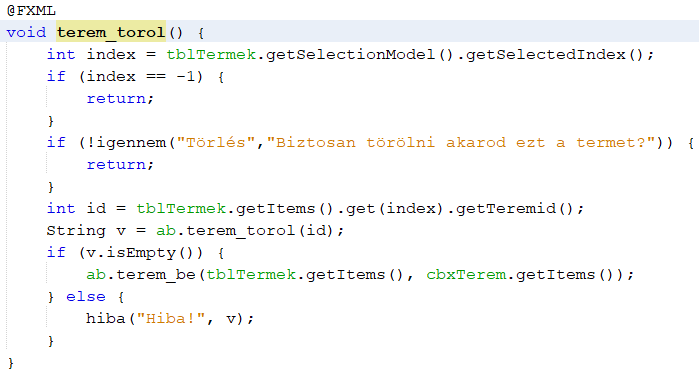 @FXML
void terem_torol() {
    int index = tblTermek.getSelectionModel().getSelectedIndex();
    if (index == -1) {
        return;
    }
    if (!igennem("Törlés","Biztosan törölni akarod ezt a termet?")) {
        return;
    }
    int id = tblTermek.getItems().get(index).getTeremid();
    String v = ab.terem_torol(id);
    if (v.isEmpty()) {
        ab.terem_be(tblTermek.getItems(), cbxTerem.getItems());
    } else {
        hiba("Hiba!", v);
    }
}